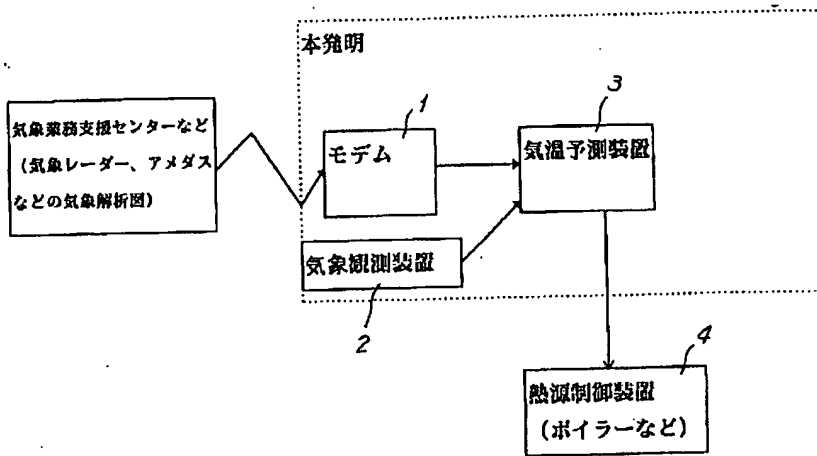 本発明
気象業務支援センターなど
(気象レーダー、アメダス
などの気象解析図)
1
モデム
3
気温予測装置
気象観測装置
2
4
熱源制御装置
(ボイラーなど)